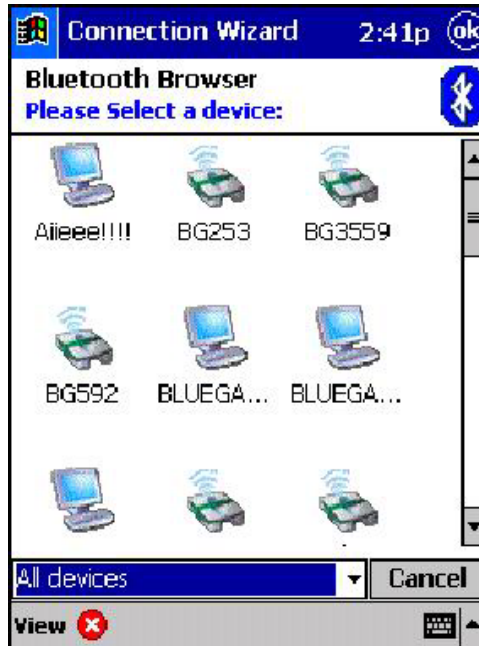 Connection Wizard 2:41p ok
Bluetooth Browser
Please Select a device:
Aiieee!!!! BG253 BG3559
BG592 BLUEGA... BLUEGA...
All devices Cancel
View